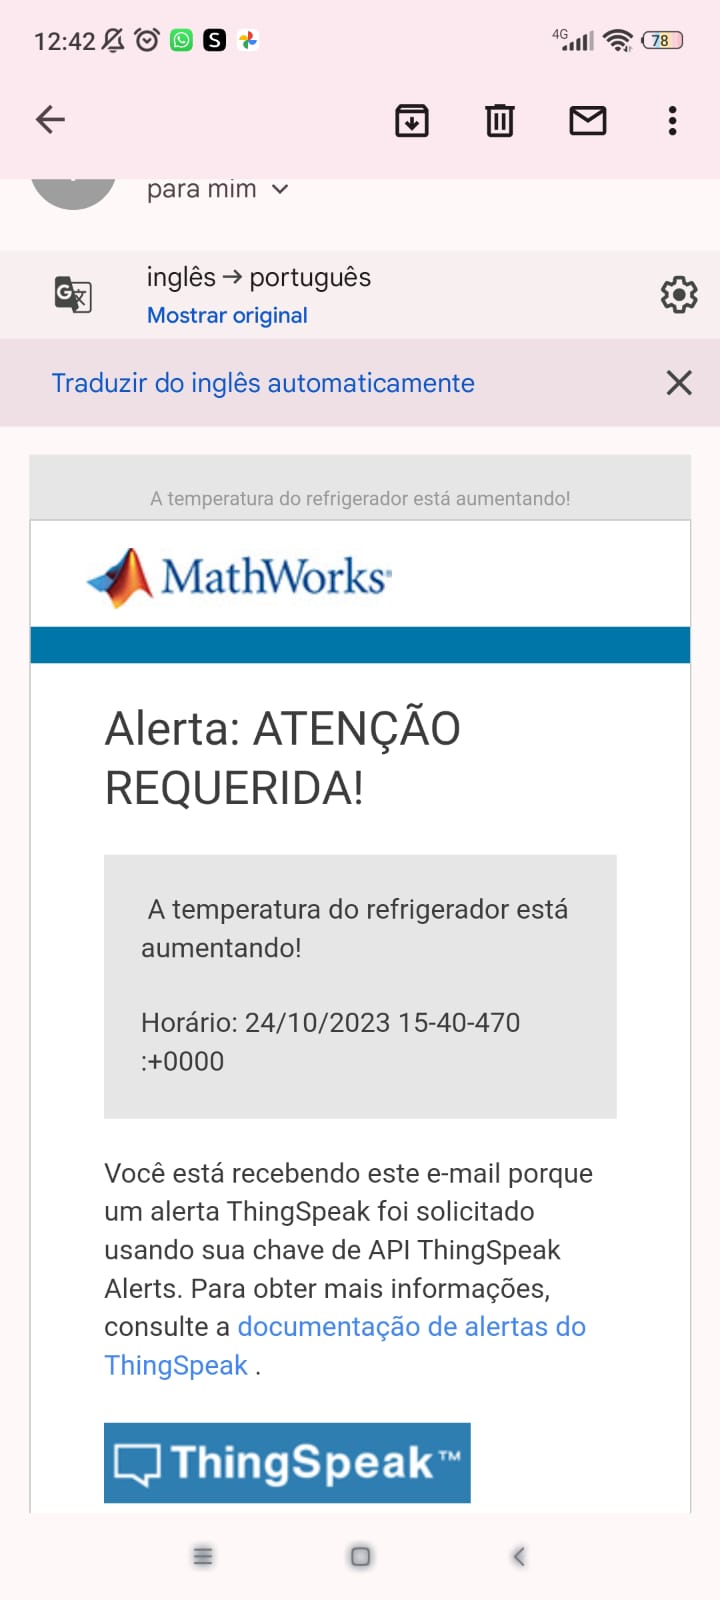 12:42
4G
78
para mim
inglês → português
Mostrar original
Traduzir do inglês automaticamente
A temperatura do refrigerador está aumentando!
MathWorks®
Alerta: ATENÇÃO
REQUERIDA!
A temperatura do refrigerador está
aumentando!
Horário: 24/10/2023 15-40-470
:+0000
Você está recebendo este e-mail porque
um alerta ThingSpeak foi solicitado
usando sua chave de API ThingSpeak
Alerts. Para obter mais informações,
consulte a documentação de alertas do
ThingSpeak .
ThingSpeak™